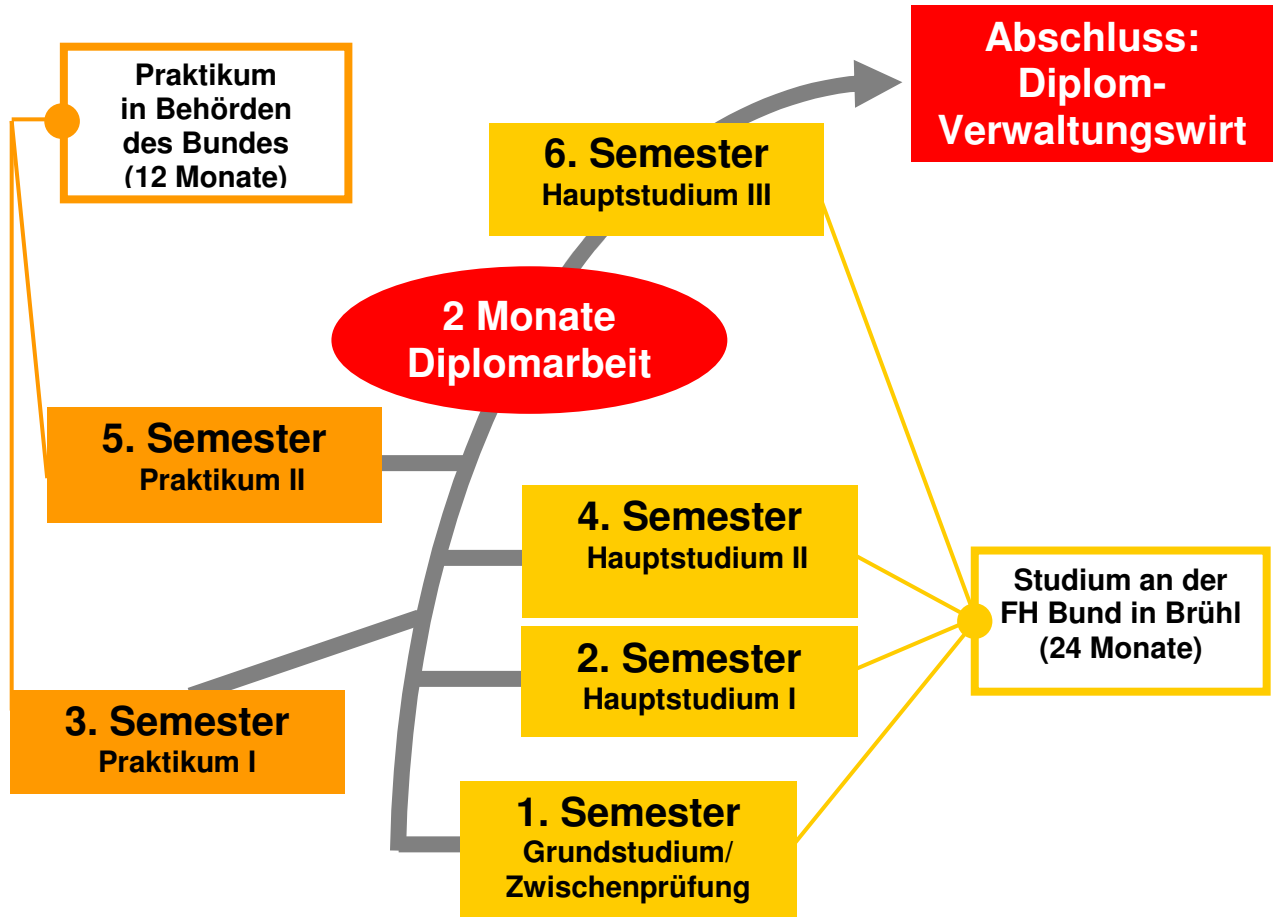 Abschluss:
Diplom-
Verwaltungswirt
Praktikum
in Behörden
des Bundes
(12 Monate)
6. Semester
Hauptstudium III
2 Monate
Diplomarbeit
5. Semester
Praktikum II
4. Semester
Hauptstudium II
Studium an der
FH Bund in Brühl
(24 Monate)
2. Semester
Hauptstudium I
3. Semester
Praktikum I
1. Semester
Grundstudium/
Zwischenprüfung